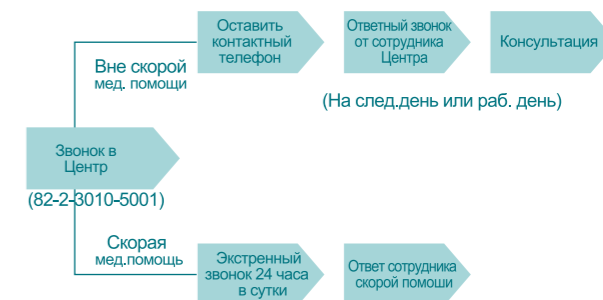 Оставить
контактный
телефон
Ответный звонок
от сотрудника
Центра
Консультация
Вне скорой
мед. помощи
(На след.день или раб. день)
Звонок в
Центр
(82-2-3010-5001)
Скорая
мед.помощь
Экстренный
звонок 24 часа
в сутки
Ответ сотрудника
скорой помоши